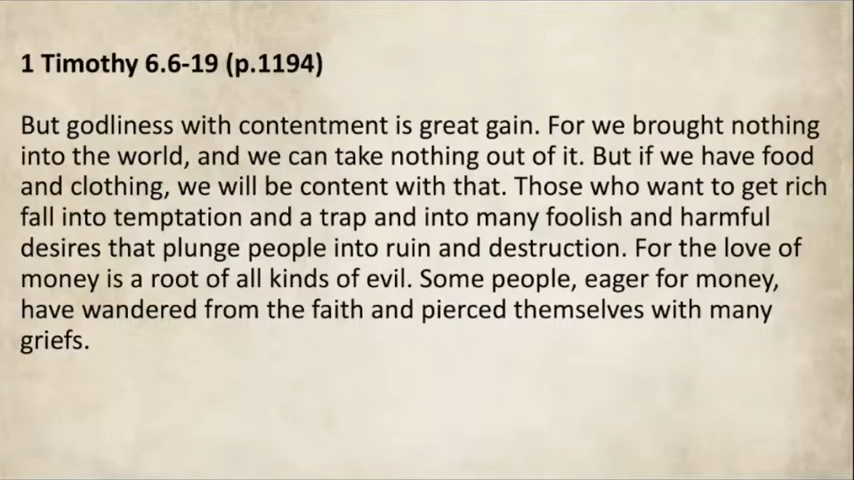 1 Timothy 6.6-19 (p.1194)
But godliness with contentment is great gain. For we brought nothing
into the world, and we can take nothing out of it. But if we have food
and clothing, we will be content with that. Those who want to get rich
fall into temptation and a trap and into many foolish and harmful
desires that plunge people into ruin and destruction. For the love of
money is a root of all kinds of evil. Some people, eager for money,
have wandered from the faith and pierced themselves with many
griefs.